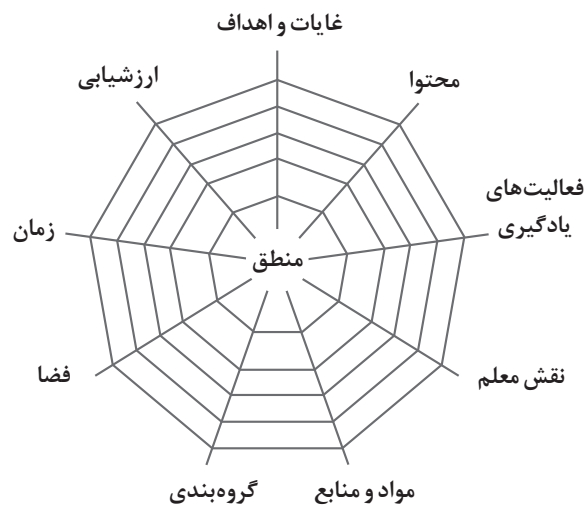 غایات و اهداف
محتوا
ارزشیابی
فعالیت‌های
یادگیری
زمان
منطق
نقش معلم
فضا
مواد و منابع
گروه‌بندی